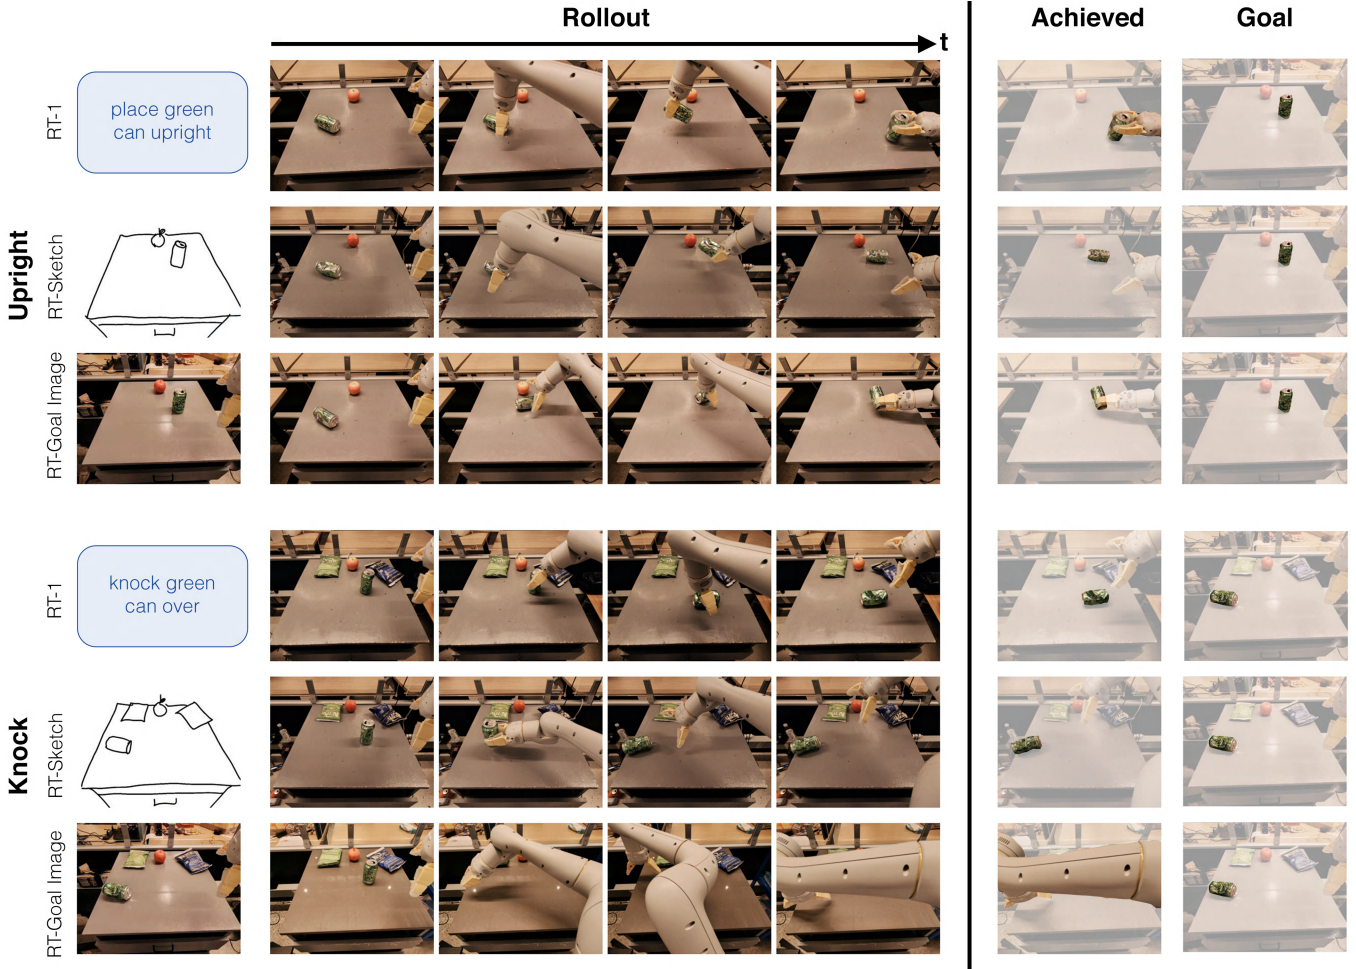 Rollout
t
Achieved
Goal
Upright
RT-1
place green
can upright
RT-Sketch
RT-Goal Image
Knock
RT-1
knock green
can over
RT-Sketch
RT-Goal Image